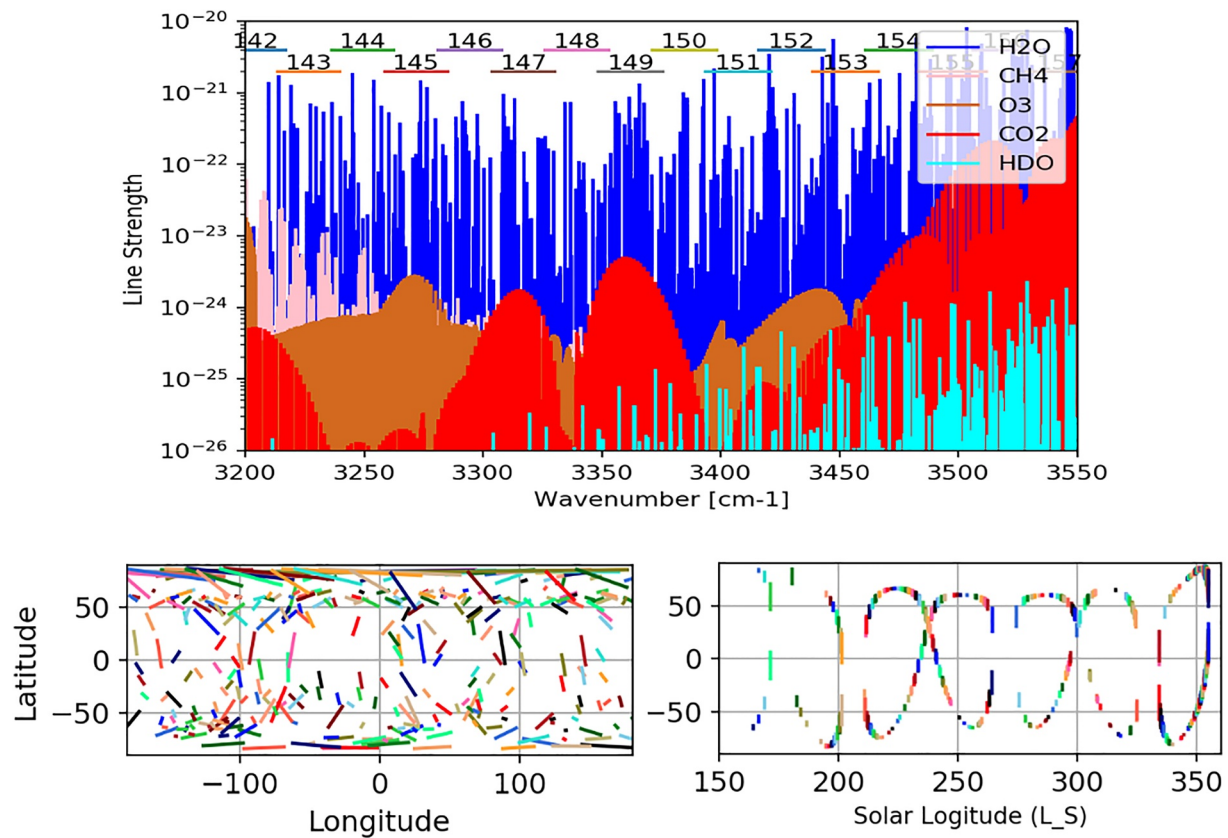 10⁻²⁰
142 144 146 148 150 152 154 156
143 145 147 149 151 153 155 157
H2O
CH4
O3
CO2
HDO
10⁻²¹
10⁻²²
10⁻²³
10⁻²⁴
10⁻²⁵
10⁻²⁶
Line Strength
3200 3250 3300 3350 3400 3450 3500 3550
Wavenumber [cm-1]
50
0
−50
Latitude
−100 0 100
Longitude
50
0
−50
150 200 250 300 350
Solar Logitude (L_S)